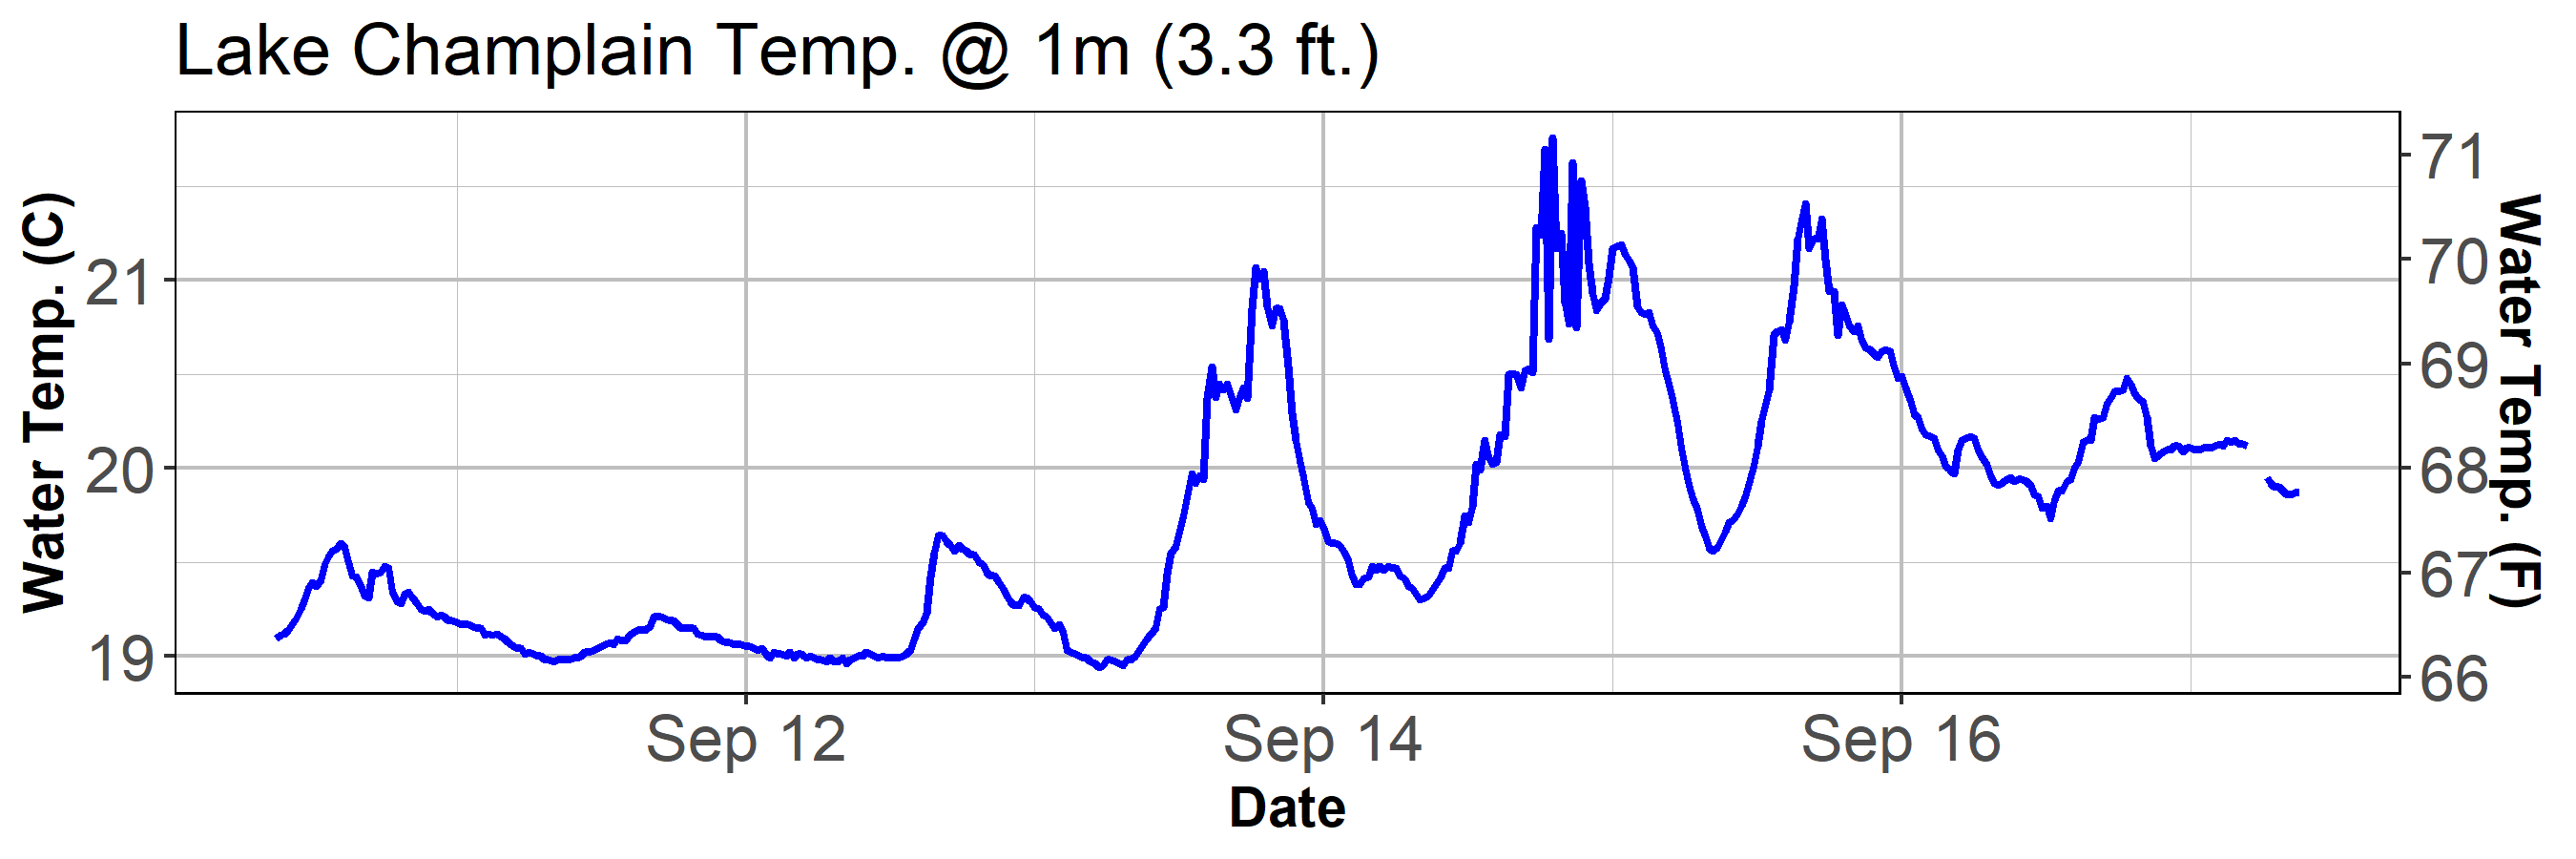 Lake Champlain Temp. @ 1m (3.3 ft.)
Water Temp. (C)
21
20
19
71
70
69
68
67
66
Water Temp. (F)
Sep 12
Sep 14
Sep 16
Date